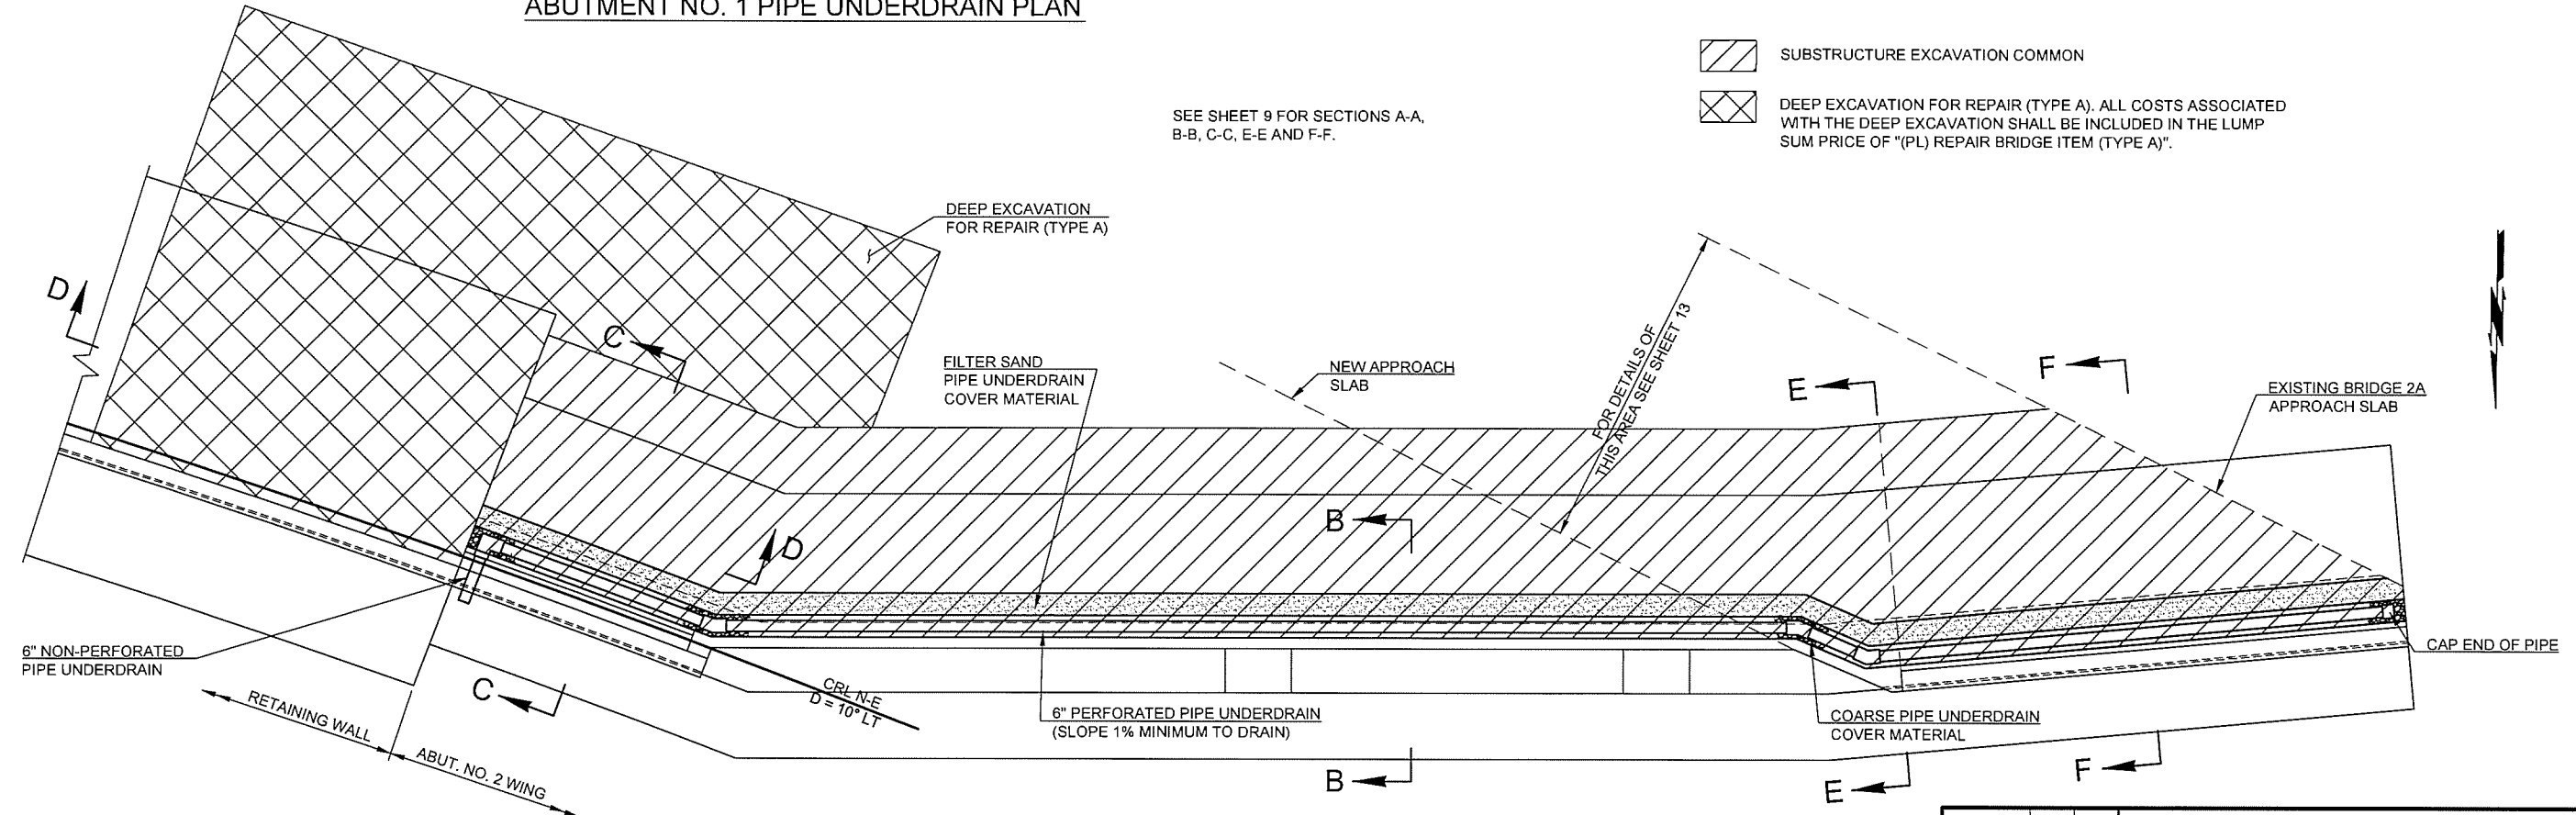 ABUTMENT NO. 1 PIPE UNDERDRAIN PLAN
SUBSTRUCTURE EXCAVATION COMMON
DEEP EXCAVATION FOR REPAIR (TYPE A). ALL COSTS ASSOCIATED
WITH THE DEEP EXCAVATION SHALL BE INCLUDED IN THE LUMP
SUM PRICE OF "(PL) REPAIR BRIDGE ITEM (TYPE A)".
SEE SHEET 9 FOR SECTIONS A-A,
B-B, C-C, E-E AND F-F.
DEEP EXCAVATION
FOR REPAIR (TYPE A)
D
C
FILTER SAND
PIPE UNDERDRAIN
COVER MATERIAL
NEW APPROACH
SLAB
FOR DETAILS OF
THIS AREA SEE SHEET 13
E
F
EXISTING BRIDGE 2A
APPROACH SLAB
B
D
6" NON-PERFORATED
PIPE UNDERDRAIN
CAP END OF PIPE
C
RETAINING WALL
ABUT. NO. 2 WING
CRL N-E
D = 10° LT
6" PERFORATED PIPE UNDERDRAIN
(SLOPE 1% MINIMUM TO DRAIN)
COARSE PIPE UNDERDRAIN
COVER MATERIAL
B
E
F